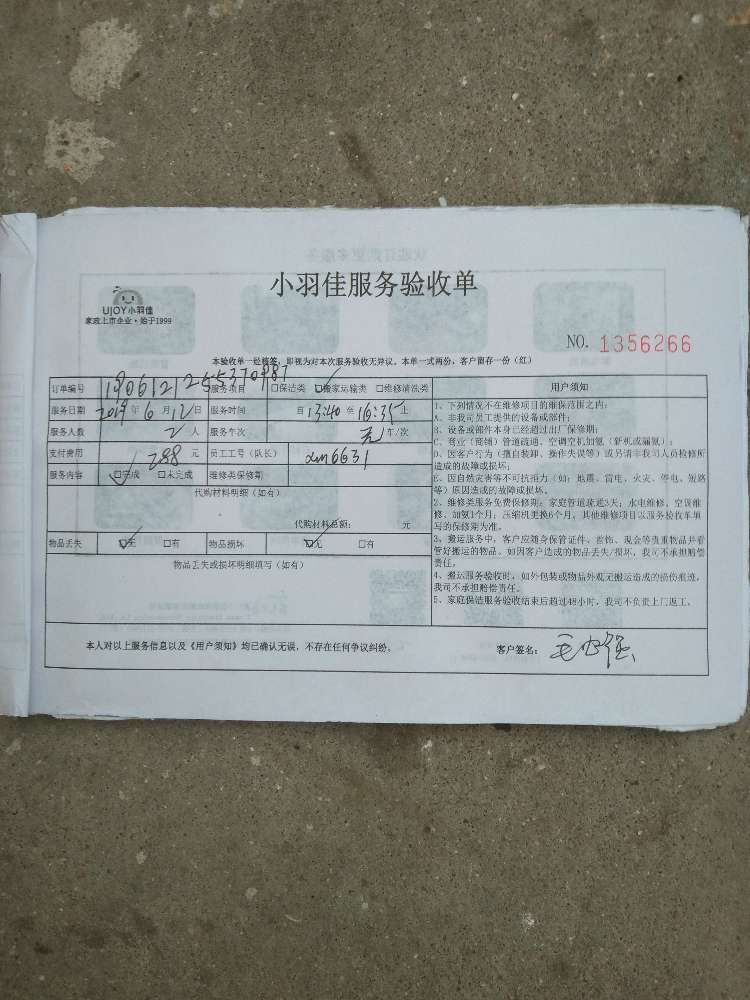 小羽佳服务验收单
UJOY小羽佳
家政上市企业·始于1999
NO. 1356266
本验收单一经核签,即视为对本次服务验收无异议。本单一式两份,客户留存一份(红)
订单编号 服务项目 □保洁类 □搬家运输类 □维修清洗类
服务日期 2019年6月12日 服务时间 自13:40至16:35止
服务人数 2人 服务车次 无 车/次
支付费用 288元 员工工号(队长) xm6631
服务内容 □完成 □未完成 维修类保修期
代购材料明细(如有)
代购材料总额: 元
物品丢失 □无 □有 物品损坏 □无 □有
物品丢失或损坏明细填写(如有)
用户须知
1、下列情况不在维修项目的维保范围之内:
A、非我司员工提供的设备或部件;
B、设备或部件本身已经超过出厂保修期;
C、商业(商铺)管道疏通、空调空机加氟(新机或漏氟);
D、因客户行为(擅自装卸、操作失误等)或另请非我司人员检修所
造成的故障或损坏;
E、因自然灾害等不可抗拒力(如:地震、雷电、火灾、停电、短路
等)原因造成的故障或损坏。
2、维修类服务免费保修期:家庭管道疏通3天;水电维修、空调维
修、加氟1个月;压缩机更换6个月,其他维修项目以服务验收单填
写的保修期为准。
3、搬运服务中,客户应随身保管证件、首饰、现金等贵重物品并看
管好搬运的物品。如因客户造成的物品丢失/损坏,我司不承担赔偿
责任。
4、搬运服务验收时,如外包装或物品外观无搬运造成的损伤痕迹,
我司不承担赔偿责任。
5、家庭保洁服务验收结束后超过48小时,我司不负责上门返工。
本人对以上服务信息以及《用户须知》均已确认无误,不存在任何争议纠纷。
客户签名: